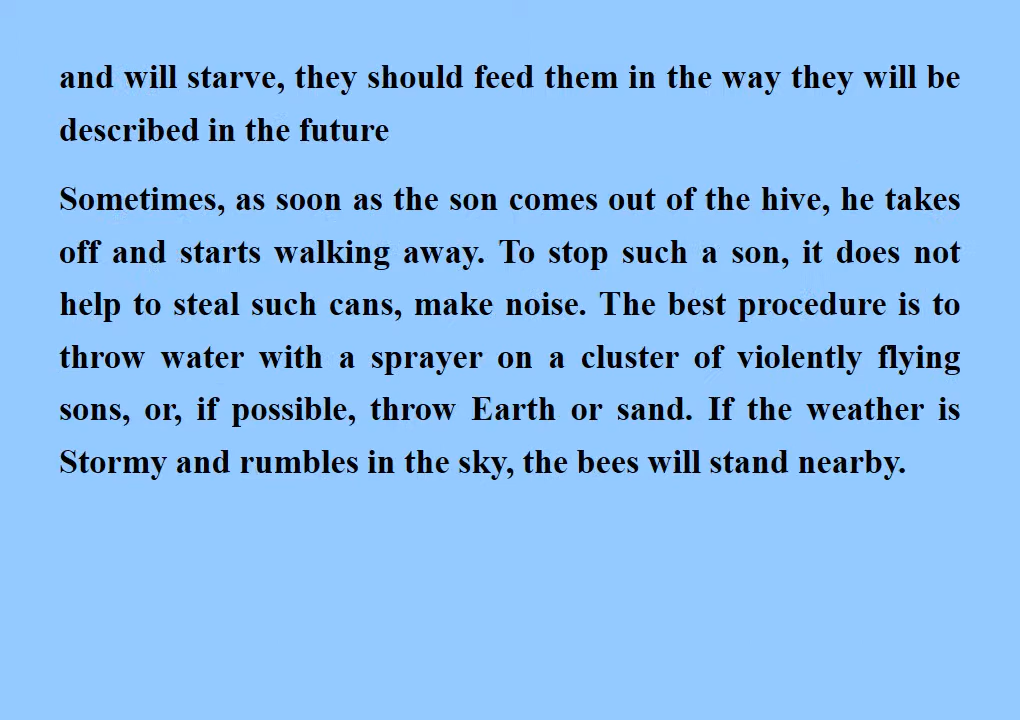 and will starve, they should feed them in the way they will be
described in the future
Sometimes, as soon as the son comes out of the hive, he takes
off and starts walking away. To stop such a son, it does not
help to steal such cans, make noise. The best procedure is to
throw water with a sprayer on a cluster of violently flying
sons, or, if possible, throw Earth or sand. If the weather is
Stormy and rumbles in the sky, the bees will stand nearby.